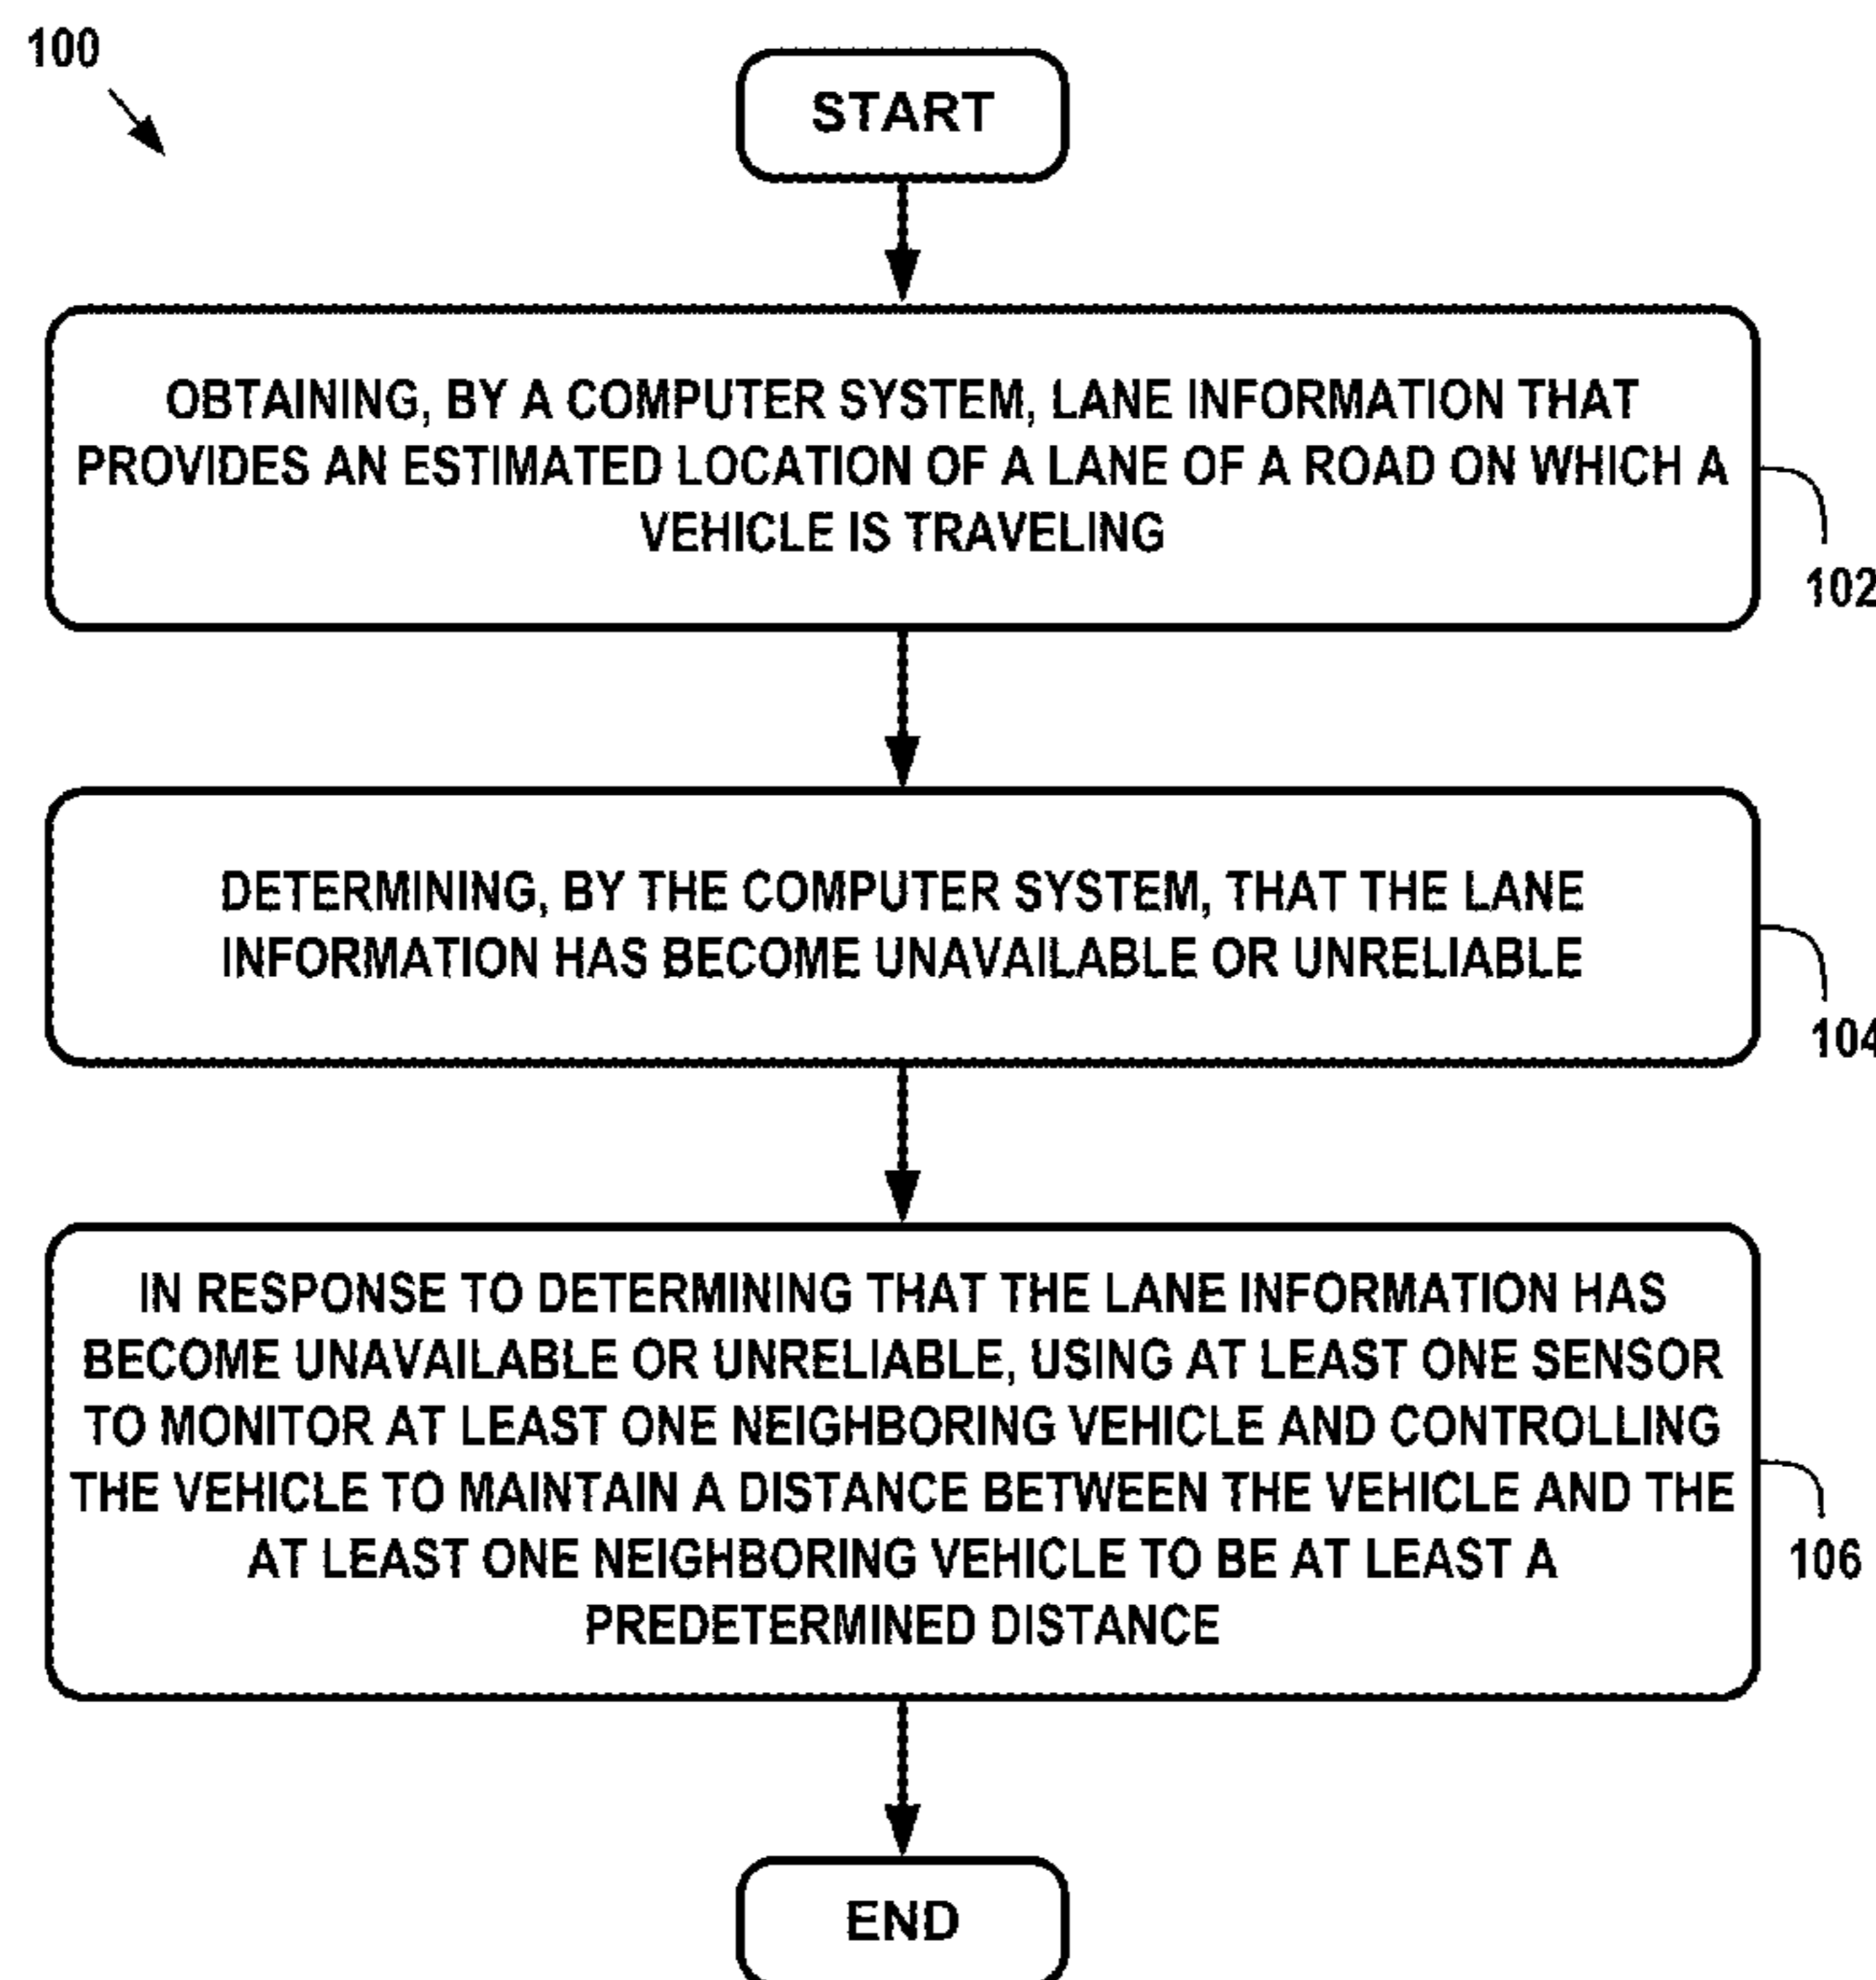 100
START
OBTAINING, BY A COMPUTER SYSTEM, LANE INFORMATION THAT
PROVIDES AN ESTIMATED LOCATION OF A LANE OF A ROAD ON WHICH A
VEHICLE IS TRAVELING
102
DETERMINING, BY THE COMPUTER SYSTEM, THAT THE LANE
INFORMATION HAS BECOME UNAVAILABLE OR UNRELIABLE
104
IN RESPONSE TO DETERMINING THAT THE LANE INFORMATION HAS
BECOME UNAVAILABLE OR UNRELIABLE, USING AT LEAST ONE SENSOR
TO MONITOR AT LEAST ONE NEIGHBORING VEHICLE AND CONTROLLING
THE VEHICLE TO MAINTAIN A DISTANCE BETWEEN THE VEHICLE AND THE
AT LEAST ONE NEIGHBORING VEHICLE TO BE AT LEAST A
PREDETERMINED DISTANCE
106
END